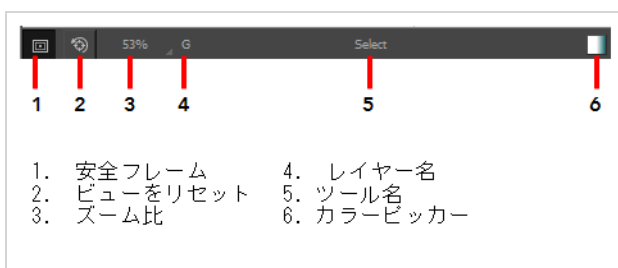 53% G Select
1 2 3 4 5 6
1. 安全フレーム 4. レイヤー名
2. ビューをリセット 5. ツール名
3. ズーム比 6. カラーピッカー